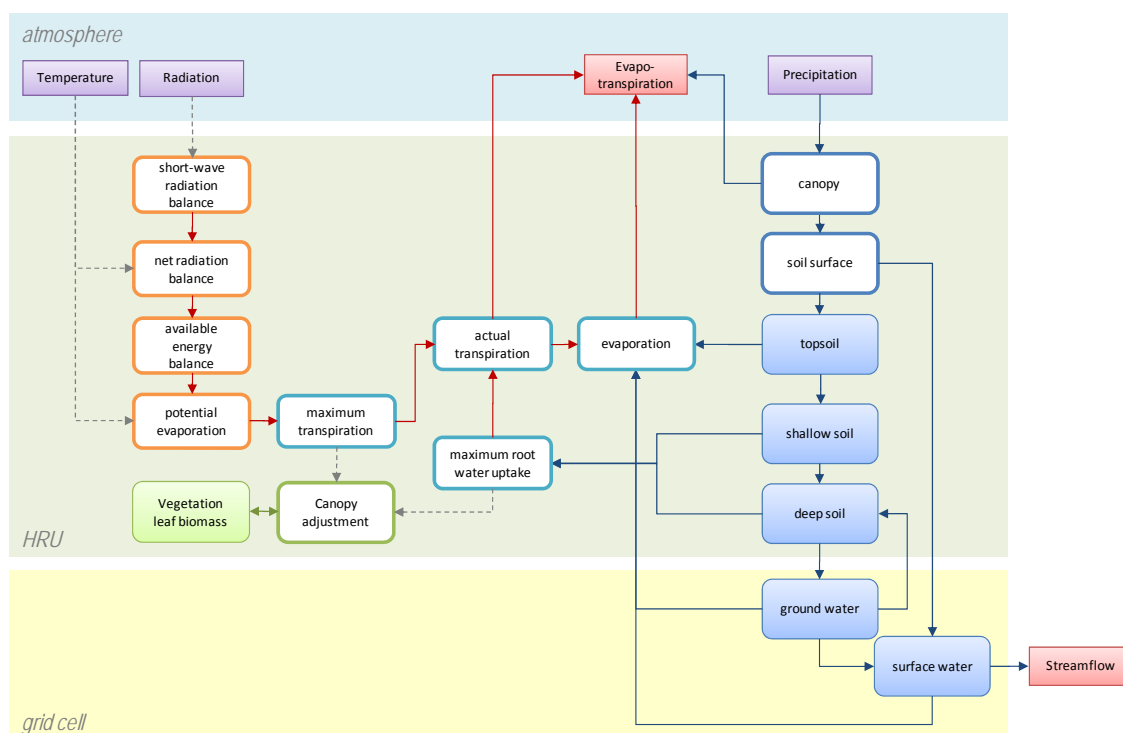 atmosphere
Temperature
Radiation
Evapo-
transpiration
Precipitation
short-wave
radiation
balance
canopy
net radiation
balance
soil surface
available
energy
balance
actual
transpiration
evaporation
topsoil
potential
evaporation
maximum
transpiration
maximum root
water uptake
shallow soil
Vegetation
leaf biomass
Canopy
adjustment
deep soil
HRU
ground water
surface water
Streamflow
grid cell